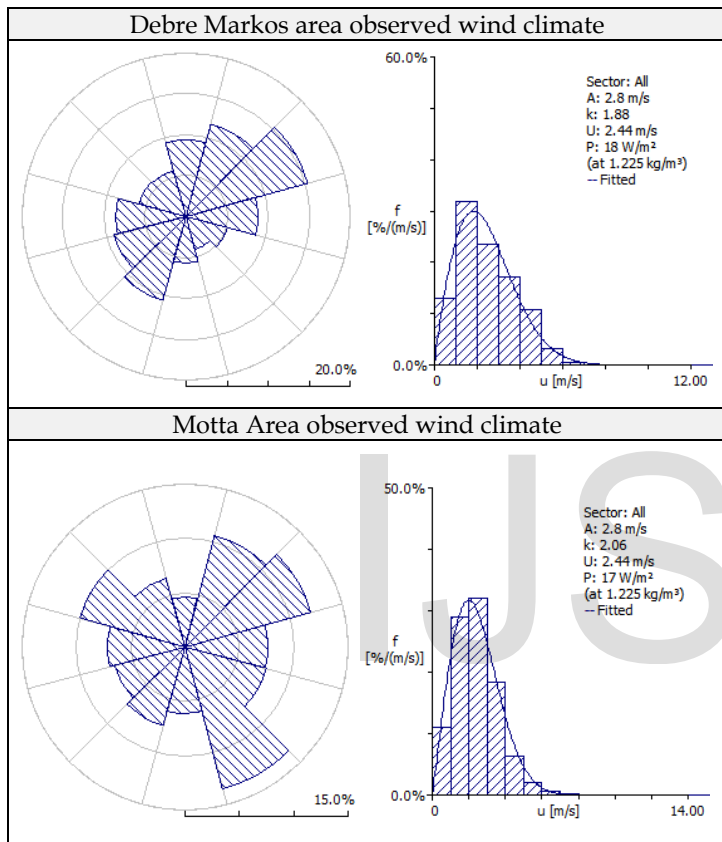 Debre Markos area observed wind climate
60.0%
Sector: All
A: 2.8 m/s
k: 1.88
U: 2.44 m/s
P: 18 W/m²
(at 1.225 kg/m³)
-- Fitted
f
[%/(m/s)]
20.0%
0.0%
0
u [m/s]
12.00
Motta Area observed wind climate
50.0%
Sector: All
A: 2.8 m/s
k: 2.06
U: 2.44 m/s
P: 17 W/m²
(at 1.225 kg/m³)
-- Fitted
f
[%/(m/s)]
15.0%
0.0%
0
u [m/s]
14.00
IJS